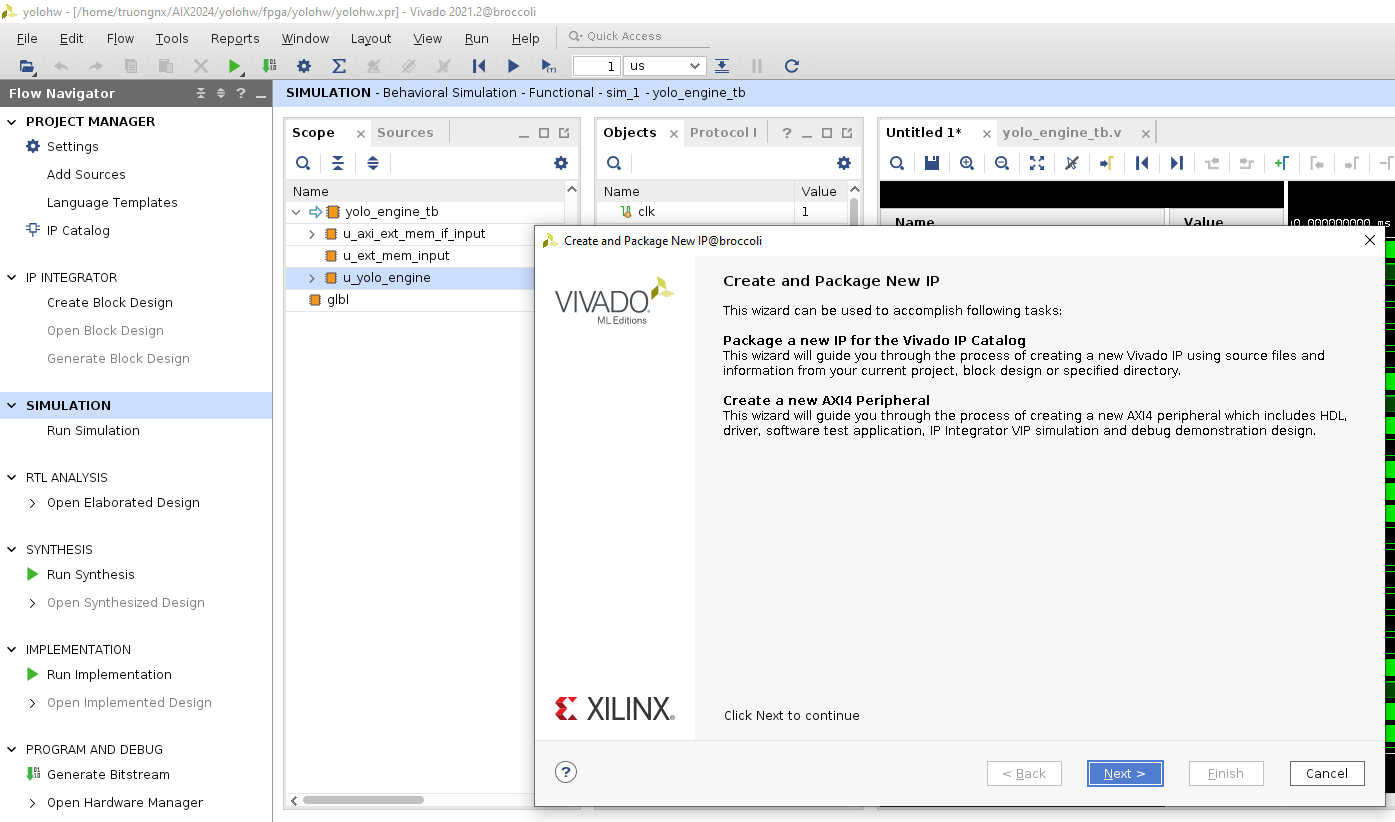 yolohw - [/home/truongnx/AIX2024/yolohw/fpga/yolohw/yolohw.xpr] - Vivado 2021.2@broccoli
File Edit Flow Tools Reports Window Layout View Run Help Quick Access
1 us
Flow Navigator
SIMULATION - Behavioral Simulation - Functional - sim_1 - yolo_engine_tb
PROJECT MANAGER
Settings
Add Sources
Language Templates
IP Catalog
IP INTEGRATOR
Create Block Design
Open Block Design
Generate Block Design
SIMULATION
Run Simulation
RTL ANALYSIS
Open Elaborated Design
SYNTHESIS
Run Synthesis
Open Synthesized Design
IMPLEMENTATION
Run Implementation
Open Implemented Design
PROGRAM AND DEBUG
Generate Bitstream
Open Hardware Manager
Scope Sources
Name
yolo_engine_tb
u_axi_ext_mem_if_input
u_ext_mem_input
u_yolo_engine
glbl
Objects Protocol I
Name Value
clk 1
Untitled 1* yolo_engine_tb.v
Name Value
0.000000000 ms
Create and Package New IP@broccoli
VIVADO
ML Editions
Create and Package New IP
This wizard can be used to accomplish following tasks:
Package a new IP for the Vivado IP Catalog
This wizard will guide you through the process of creating a new Vivado IP using source files and
information from your current project, block design or specified directory.
Create a new AXI4 Peripheral
This wizard will guide you through the process of creating a new AXI4 peripheral which includes HDL,
driver, software test application, IP Integrator VIP simulation and debug demonstration design.
XILINX
Click Next to continue
? < Back Next > Finish Cancel